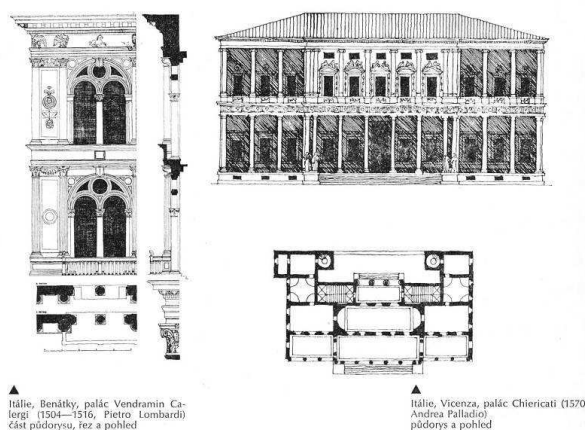 Itálie, Benátky, palác Vendramin Ca-
lergi (1504—1516, Pietro Lombardi)
část půdorysu, řez a pohled
Itálie, Vicenza, palác Chiericati (1570
Andrea Palladio)
půdorys a pohled